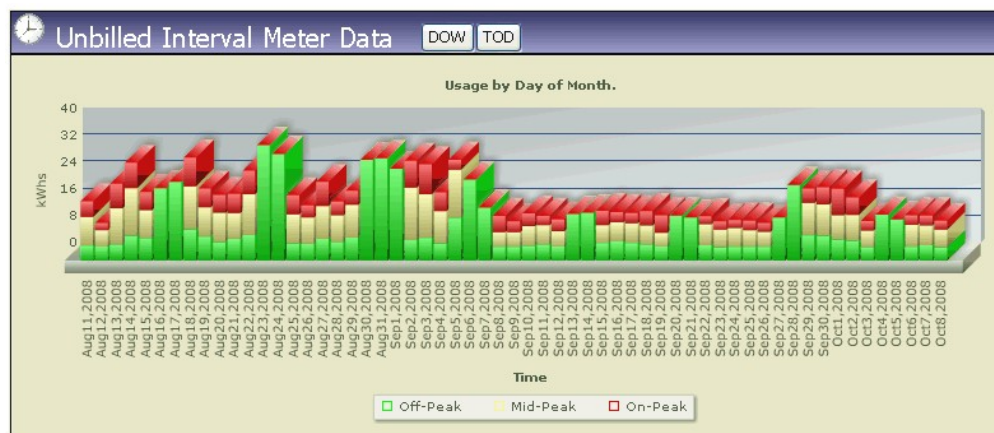 Unbilled Interval Meter Data DOW TOD
Usage by Day of Month.
40
32
24
16
8
0
kWhs
Aug11,2008
Aug12,2008
Aug13,2008
Aug14,2008
Aug15,2008
Aug16,2008
Aug17,2008
Aug18,2008
Aug19,2008
Aug20,2008
Aug21,2008
Aug22,2008
Aug23,2008
Aug24,2008
Aug25,2008
Aug26,2008
Aug27,2008
Aug28,2008
Aug29,2008
Aug30,2008
Aug31,2008
Sep1,2008
Sep2,2008
Sep3,2008
Sep4,2008
Sep5,2008
Sep6,2008
Sep7,2008
Sep8,2008
Sep9,2008
Sep10,2008
Sep11,2008
Sep12,2008
Sep13,2008
Sep14,2008
Sep15,2008
Sep16,2008
Sep17,2008
Sep18,2008
Sep19,2008
Sep20,2008
Sep21,2008
Sep22,2008
Sep23,2008
Sep24,2008
Sep25,2008
Sep26,2008
Sep27,2008
Sep28,2008
Sep29,2008
Sep30,2008
Oct1,2008
Oct2,2008
Oct3,2008
Oct4,2008
Oct5,2008
Oct6,2008
Oct7,2008
Oct8,2008
Time
Off-Peak Mid-Peak On-Peak